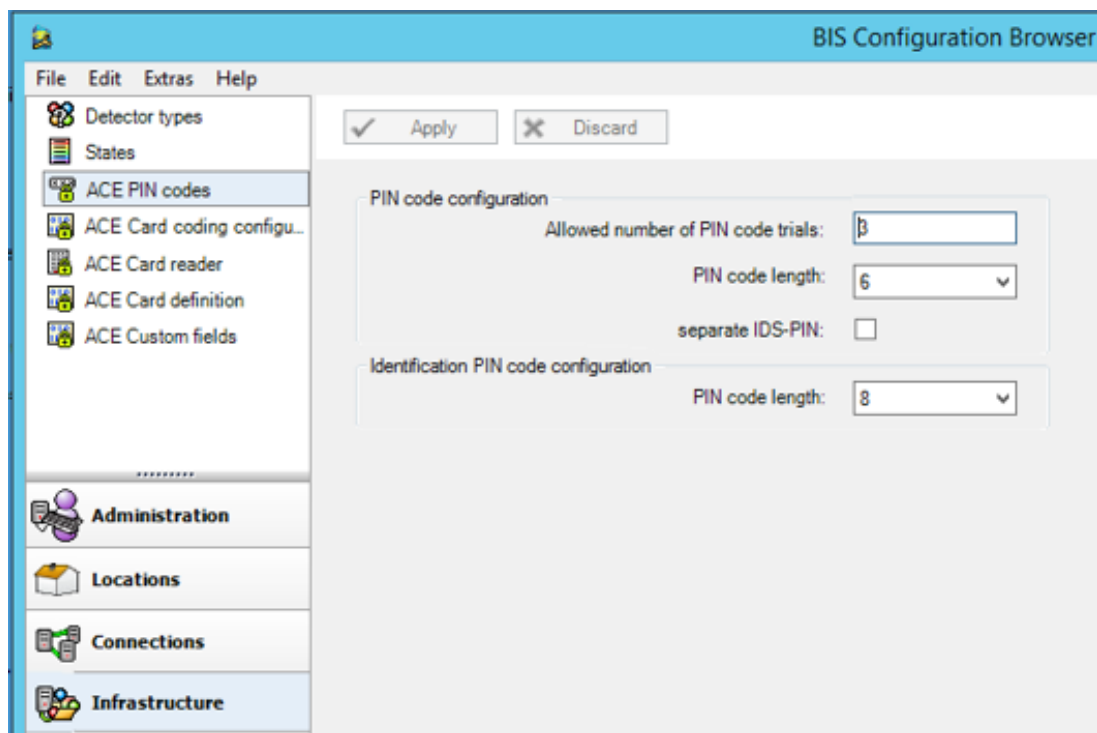 BIS Configuration Browser
File Edit Extras Help
Detector types
States
ACE PIN codes
ACE Card coding configu...
ACE Card reader
ACE Card definition
ACE Custom fields
Administration
Locations
Connections
Infrastructure
Apply Discard
PIN code configuration
Allowed number of PIN code trials: 3
PIN code length: 6
separate IDS-PIN:
Identification PIN code configuration
PIN code length: 8